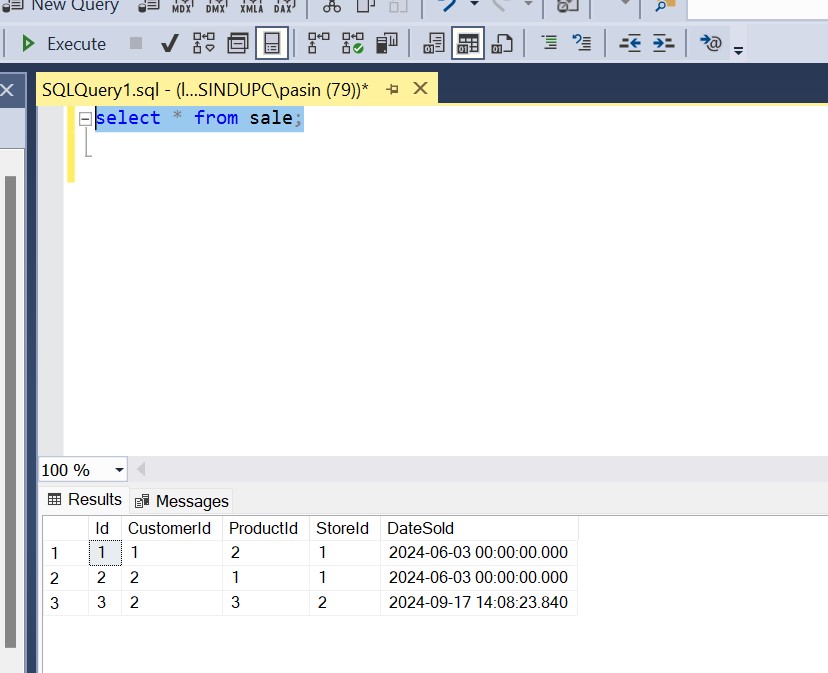 New Query MDX DMX XMLA DAX
Execute
SQLQuery1.sql - (l...SINDUPC\pasin (79))*
select * from sale;
100 %
Results Messages
Id CustomerId ProductId StoreId DateSold
1 1 1 2 1 2024-06-03 00:00:00.000
2 2 2 1 1 2024-06-03 00:00:00.000
3 3 2 3 2 2024-09-17 14:08:23.840